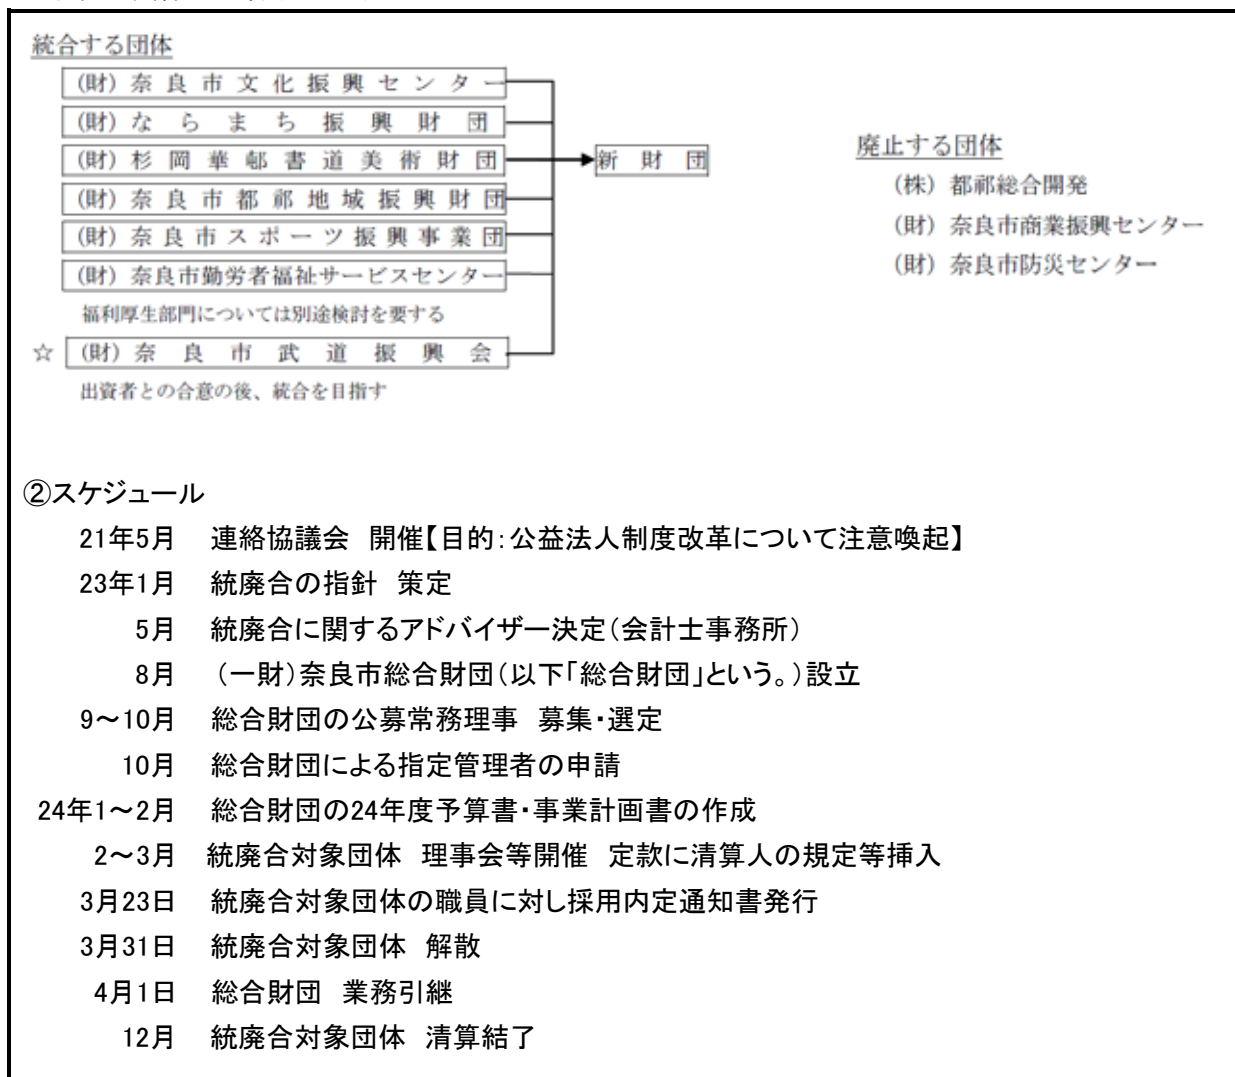 統合する団体
(財) 奈良市文化振興センター
(財) ならまち振興財団
(財) 杉岡華邨書道美術財団
(財) 奈良市都祁地域振興財団
(財) 奈良市スポーツ振興事業団
(財) 奈良市勤労者福祉サービスセンター
福利厚生部門については別途検討を要する
☆ (財) 奈良市武道振興会
出資者との合意の後、統合を目指す
新財団
廃止する団体
(株) 都祁総合開発
(財) 奈良市商業振興センター
(財) 奈良市防災センター
②スケジュール
21年5月 連絡協議会 開催【目的:公益法人制度改革について注意喚起】
23年1月 統廃合の指針 策定
5月 統廃合に関するアドバイザー決定(会計士事務所)
8月 (一財)奈良市総合財団(以下「総合財団」という。)設立
9~10月 総合財団の公募常務理事 募集・選定
10月 総合財団による指定管理者の申請
24年1~2月 総合財団の24年度予算書・事業計画書の作成
2~3月 統廃合対象団体 理事会等開催 定款に清算人の規定等挿入
3月23日 統廃合対象団体の職員に対し採用内定通知書発行
3月31日 統廃合対象団体 解散
4月1日 総合財団 業務引継
12月 統廃合対象団体 清算結了